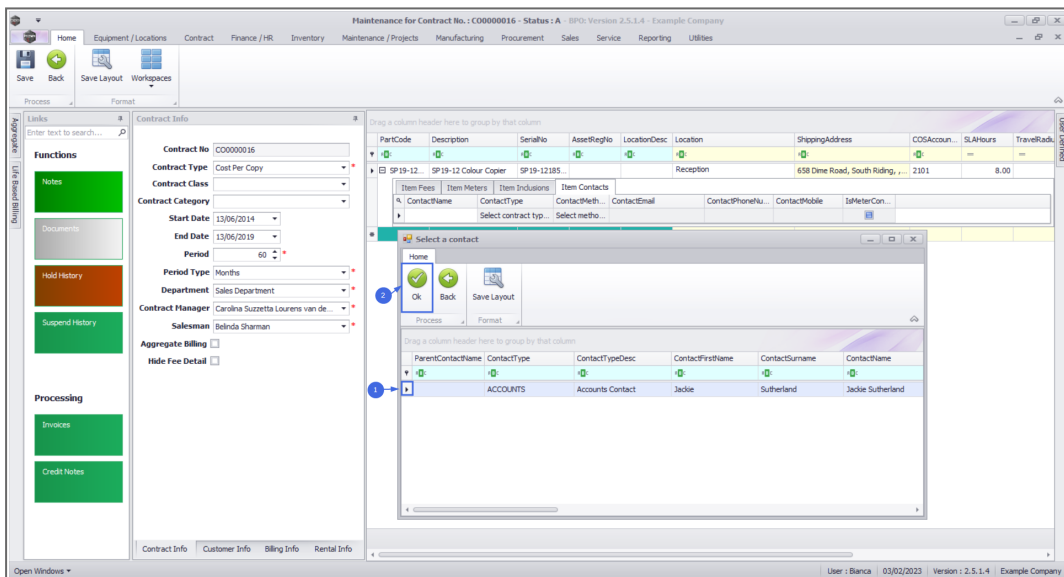 Maintenance for Contract No. : CO0000016 - Status : A - BPO: Version 2.5.1.4 - Example Company
Home Equipment / Locations Contract Finance / HR Inventory Maintenance / Projects Manufacturing Procurement Sales Service Reporting Utilities
Save Back Save Layout Workspaces
Process Format
Aggregate
Life Based Billing
Links
Enter text to search...
Functions
Notes
Documents
Hold History
Suspend History
Processing
Invoices
Credit Notes
Contract Info
Contract No CO0000016
Contract Type Cost Per Copy *
Contract Class
Contract Category
Start Date 13/06/2014
End Date 13/06/2019
Period 60 *
Period Type Months *
Department Sales Department *
Contract Manager Carolina Suzzetta Lourens van de... *
Salesman Belinda Sharman *
Aggregate Billing
Hide Fee Detail
Contract Info Customer Info Billing Info Rental Info
Drag a column header here to group by that column
PartCode Description SerialNo AssetRegNo LocationDesc Location ShippingAddress COSAccoun... SLAHours TravelRadiu
SP19-12... SP19-12 Colour Copier SP19-12185... Reception 658 Dime Road, South Riding, ,... 2101 8.00
Item Fees Item Meters Item Inclusions Item Contacts
ContactName ContactType ContactMeth... ContactEmail ContactPhoneNu... ContactMobile IsMeterCon...
Select contract typ... Select metho...
User Defined
Select a contact
Home
Ok Back Save Layout
2
Process Format
Drag a column header here to group by that column
ParentContactName ContactType ContactTypeDesc ContactFirstName ContactSurname ContactName
1
ACCOUNTS Accounts Contact Jackie Sutherland Jackie Sutherland
Open Windows
User : Bianca 03/02/2023 Version : 2.5.1.4 Example Company